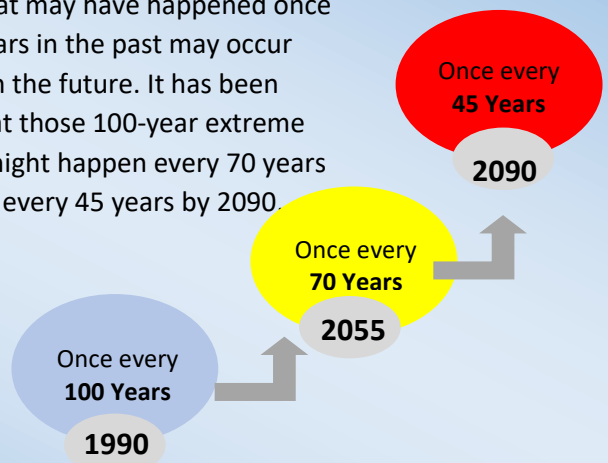 at may have happened once
ars in the past may occur
n the future. It has been
at those 100-year extreme
night happen every 70 years
every 45 years by 2090.
Once every
45 Years
2090
Once every
70 Years
2055
Once every
100 Years
1990